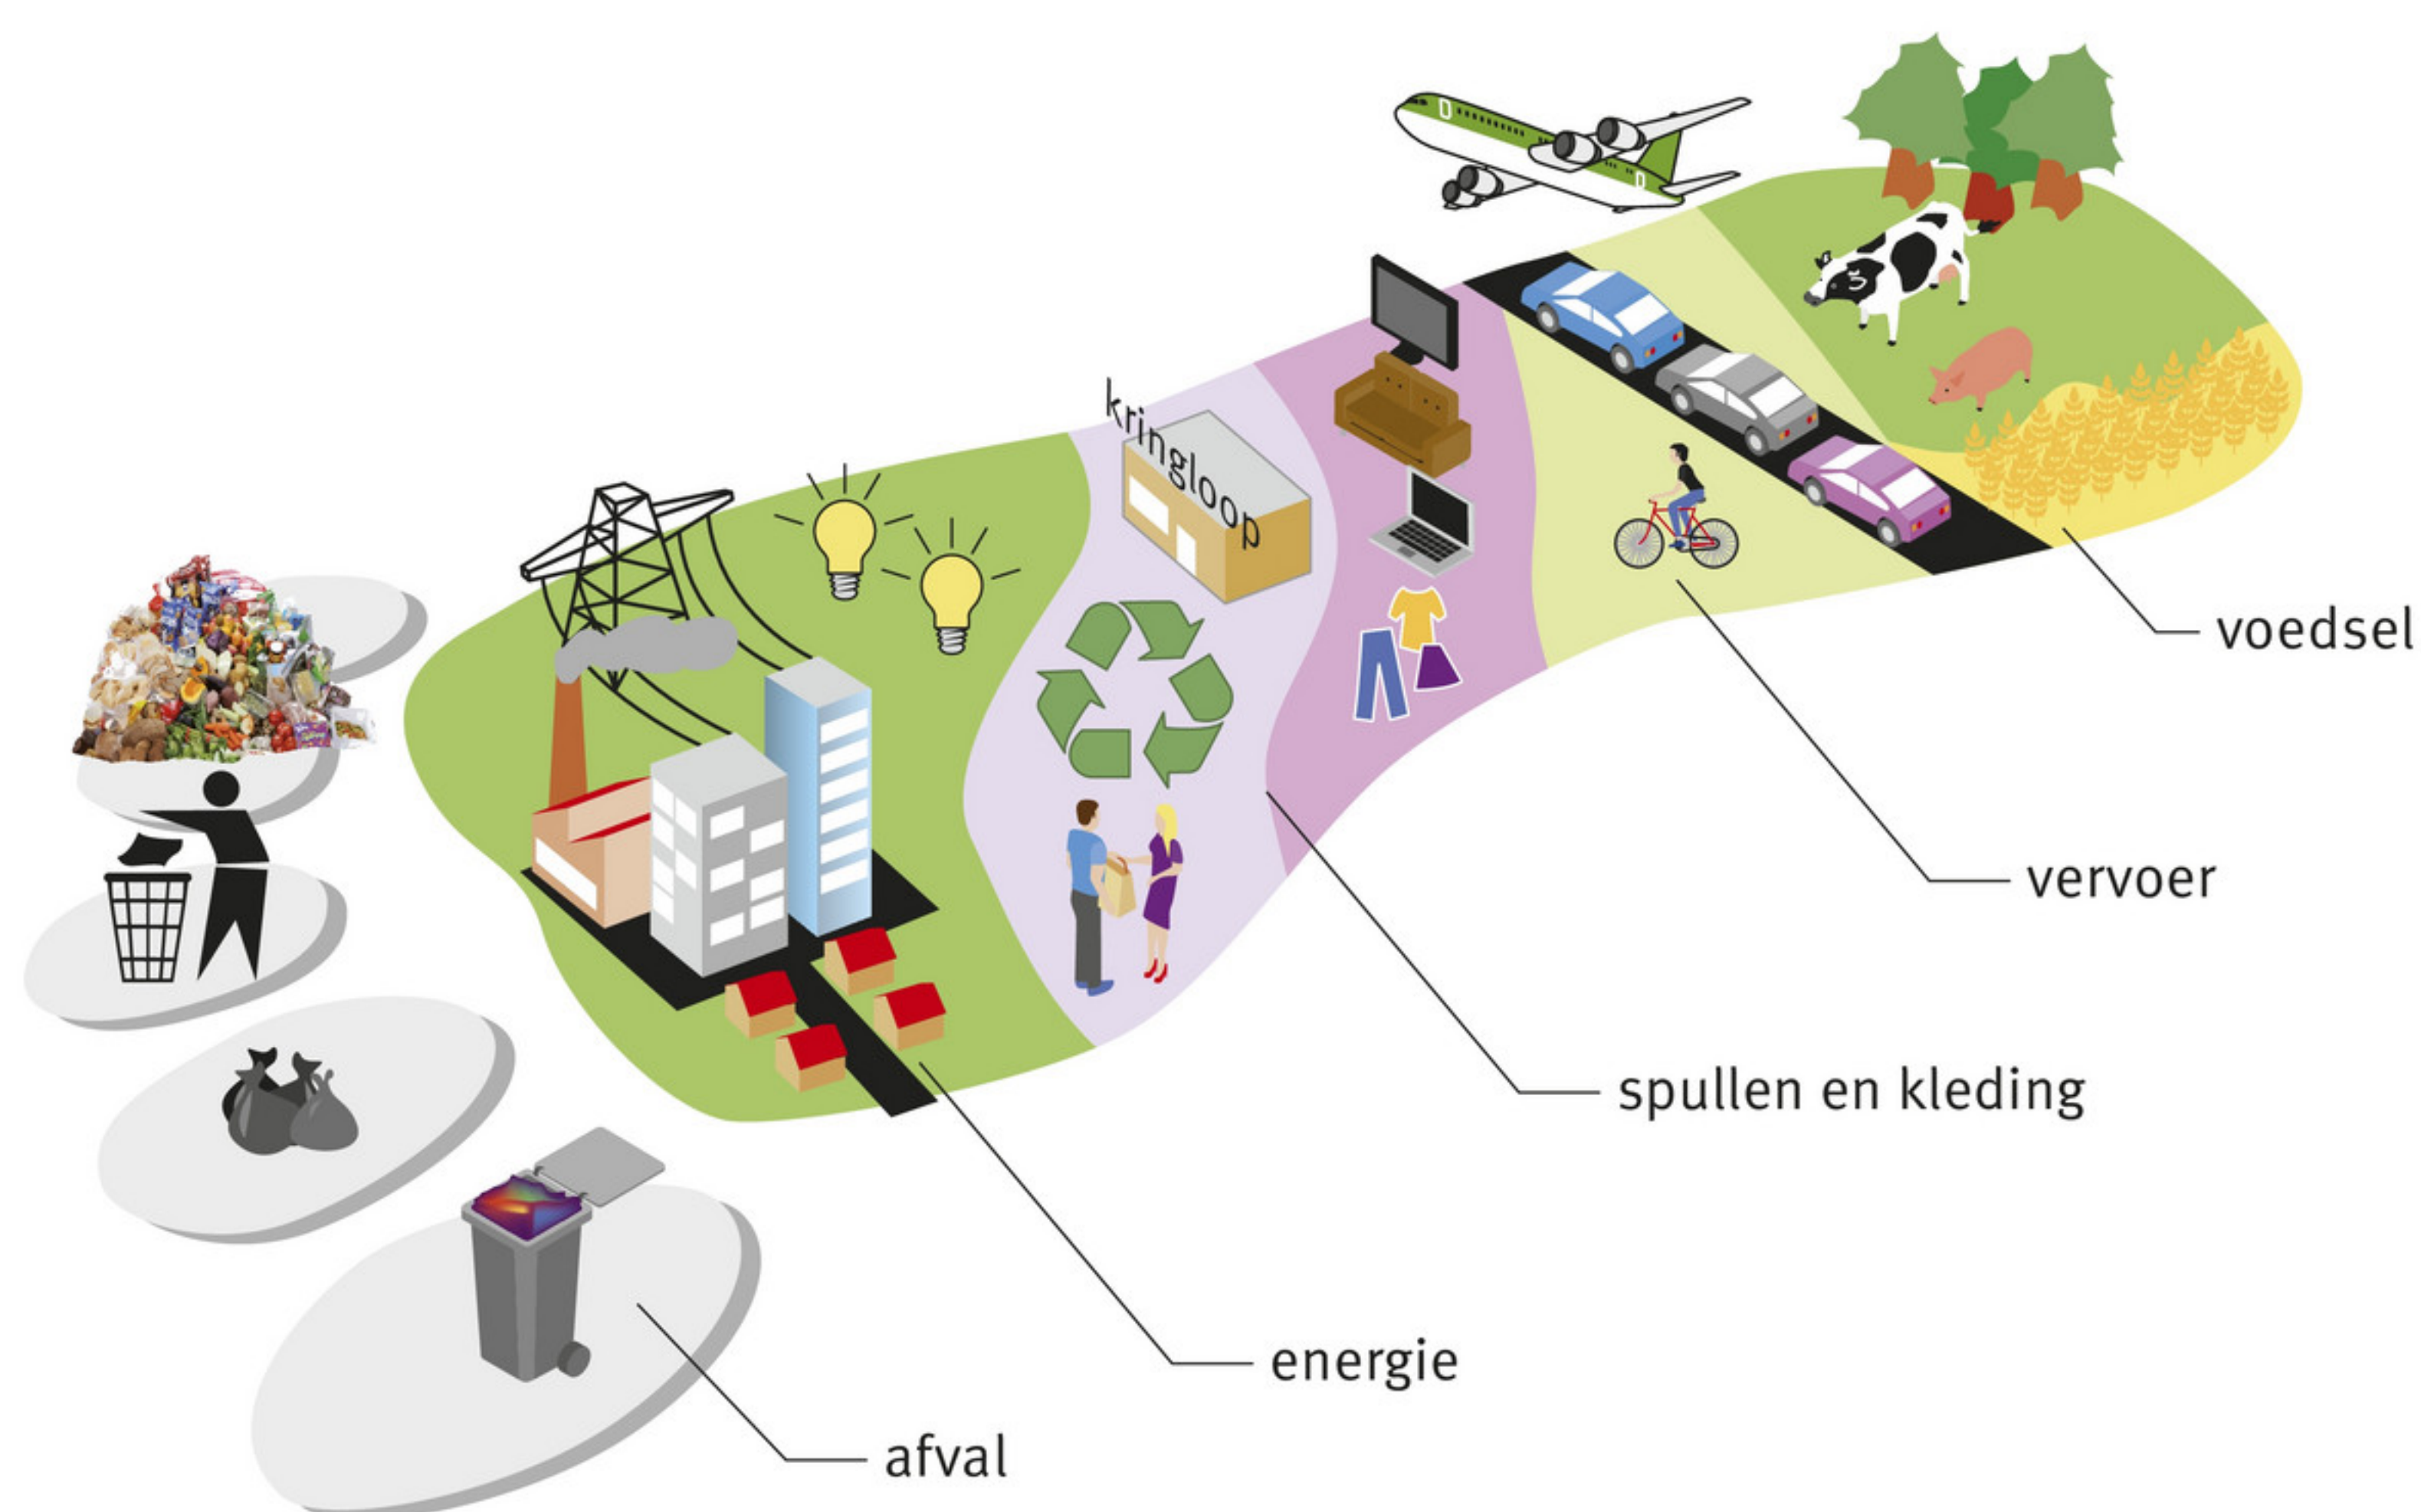 kringloop
voedsel
vervoer
spullen en kleding
energie
afval